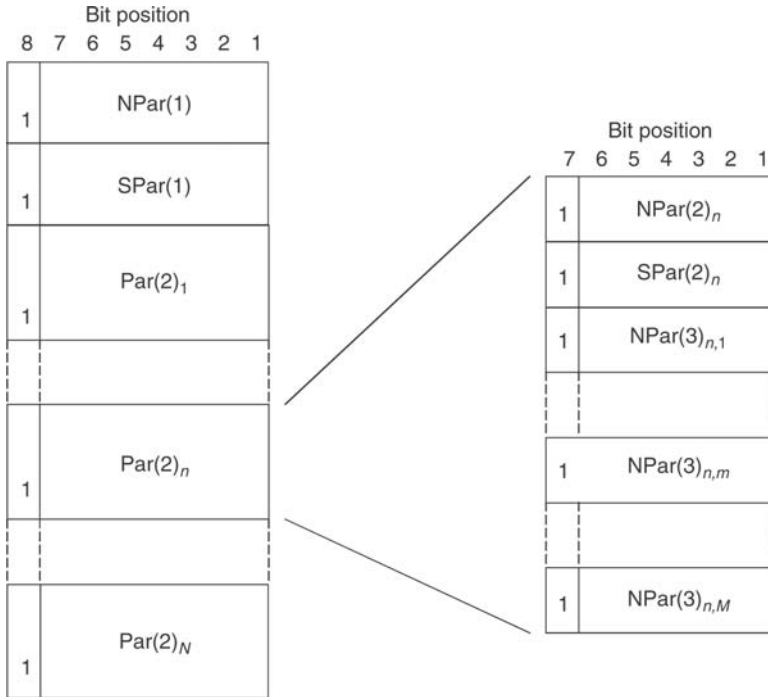 Bit position
8 7 6 5 4 3 2 1
1 NPar(1)
1 SPar(1)
1 Par(2)₁
1 Par(2)ₙ
1 Par(2)N
Bit position
7 6 5 4 3 2 1
1 NPar(2)ₙ
1 SPar(2)ₙ
1 NPar(3)n,1
1 NPar(3)n,m
1 NPar(3)n,M